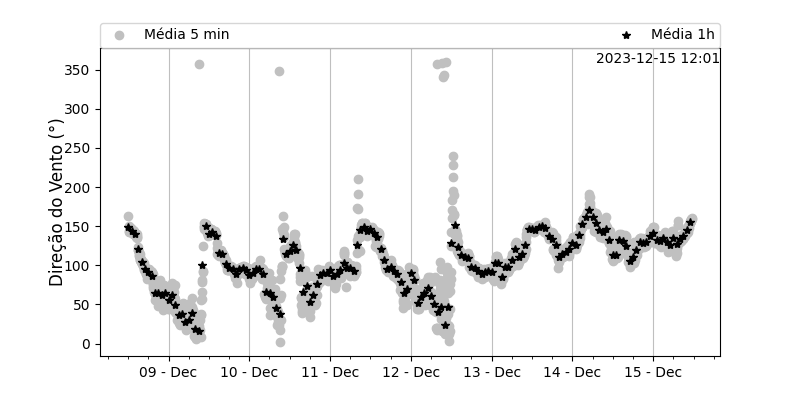 Média 5 min
Média 1h
2023-12-15 12:01
Direção do Vento (°)
350
300
250
200
150
100
50
0
09 - Dec
10 - Dec
11 - Dec
12 - Dec
13 - Dec
14 - Dec
15 - Dec